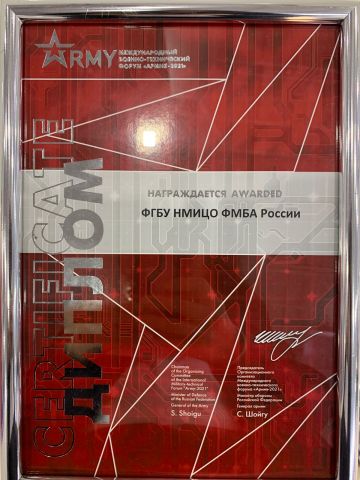 ARMY
МЕЖДУНАРОДНЫЙ
ВОЕННО-ТЕХНИЧЕСКИЙ
ФОРУМ «АРМИЯ-2021»
CERTIFICATE
ДИПЛОМ
НАГРАЖДАЕТСЯ AWARDED
ФГБУ НМИЦО ФМБА России
Chairman
of the Organizing
Committee
of the International
Military-technical
Forum "Army 2021"
Minister of Defence
of the Russian Federation
General of the Army
S. Shoigu
Председатель
Организационного
комитета
Международного
военно-технического
форума «Армия-2021»
Министр обороны
Российской Федерации
Генерал армии
С. Шойгу